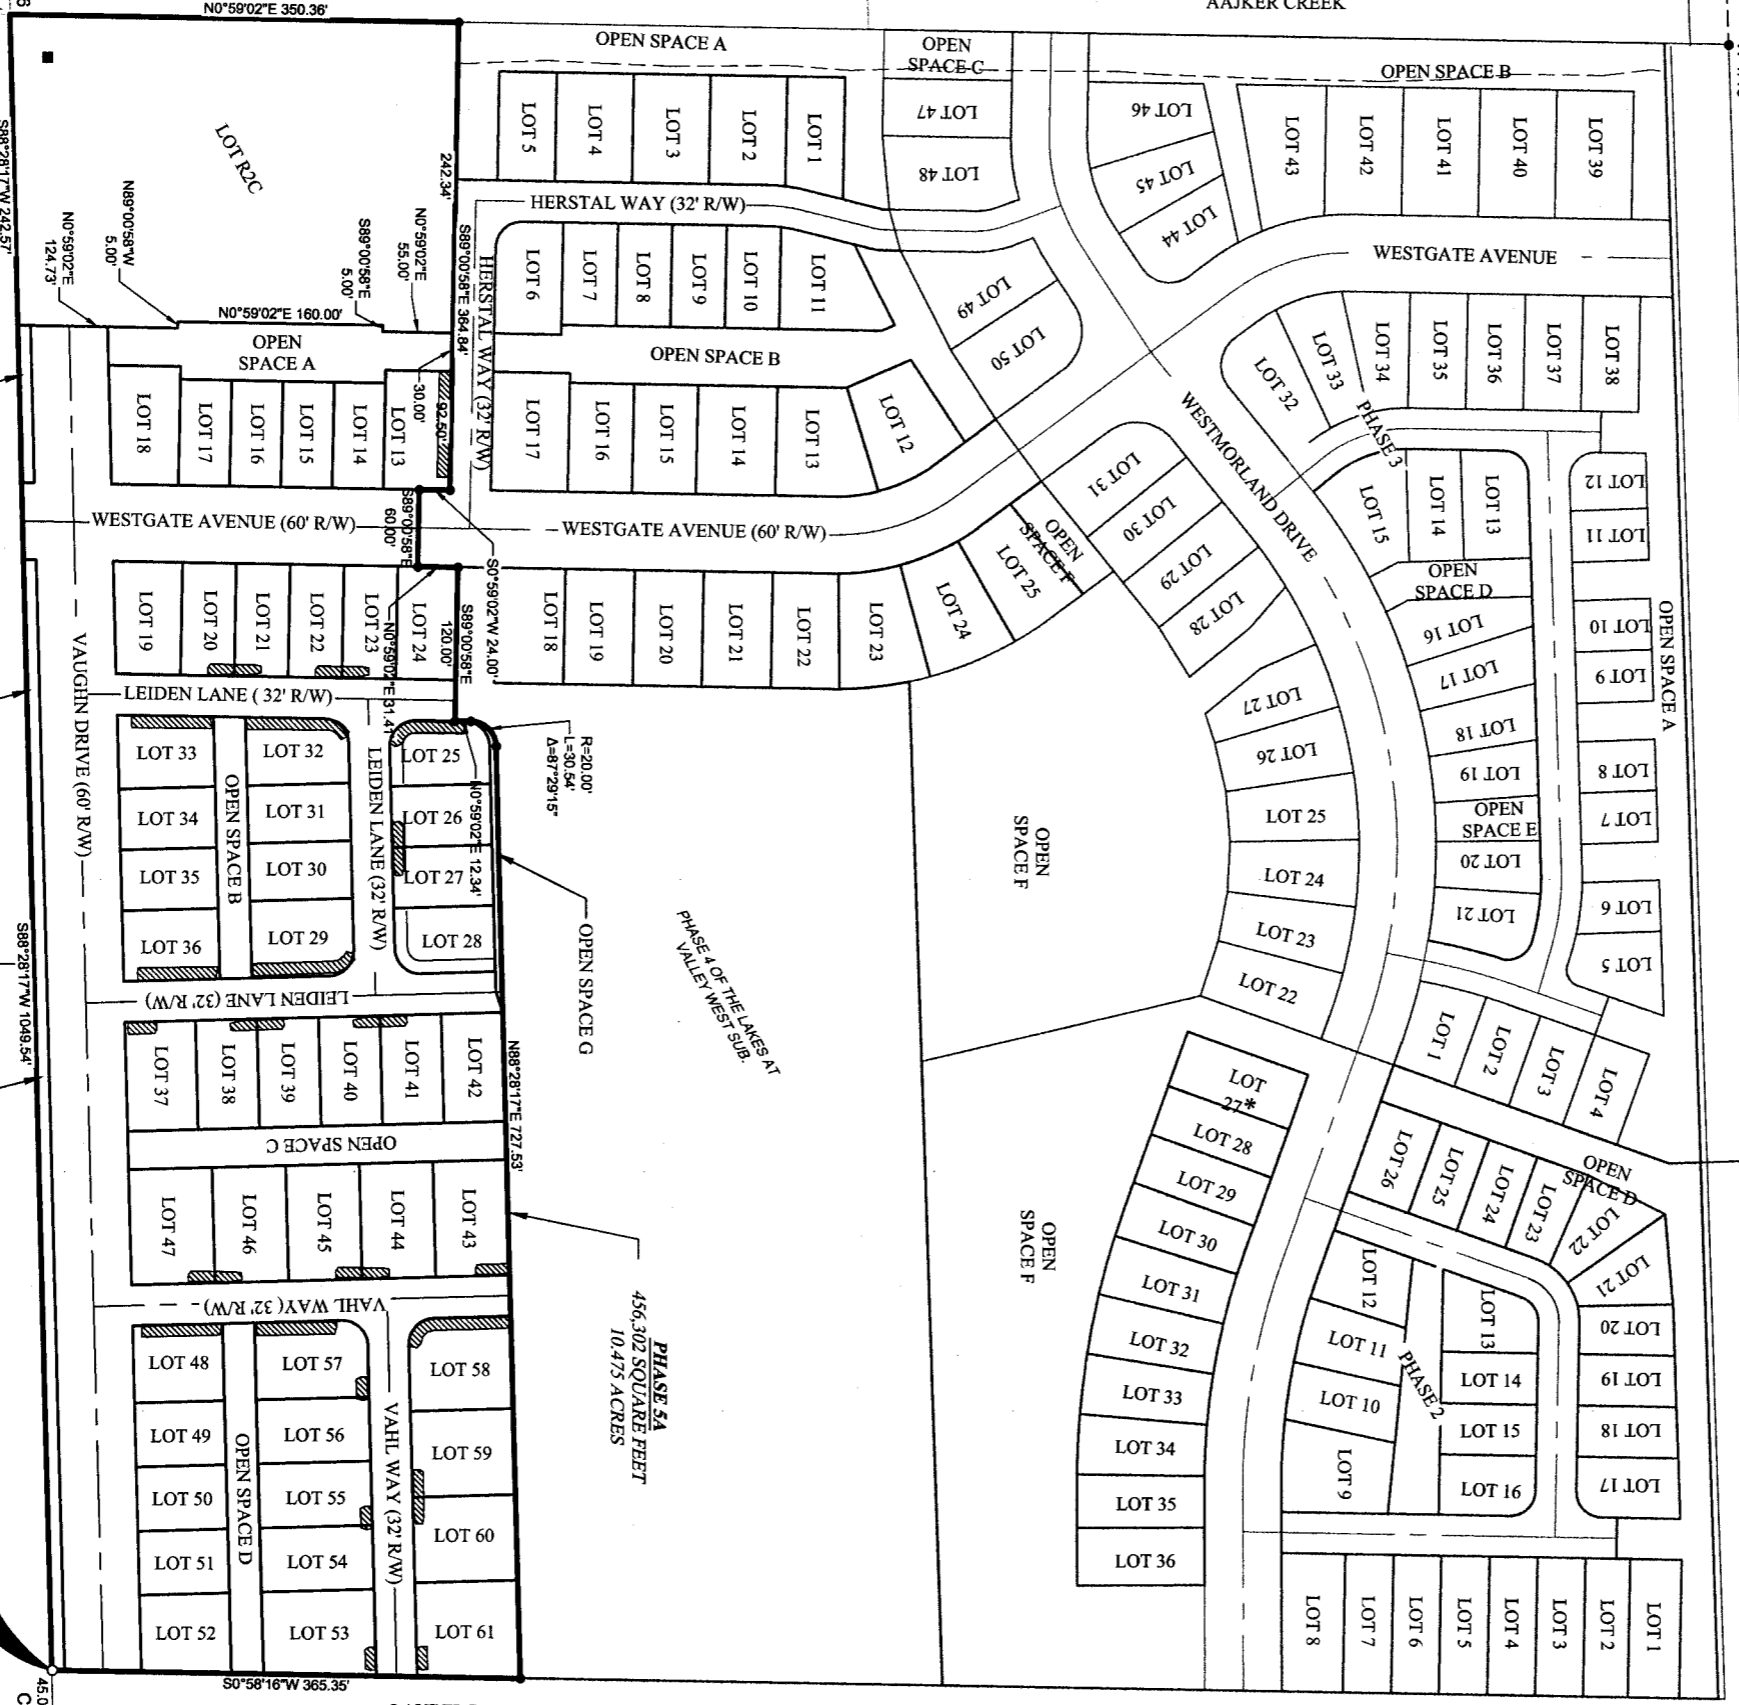 AAJKER CREEK
N0°59'02"E 350.36'
OPEN SPACE A
OPEN
SPACE C
OPEN SPACE B
LOT R2C
S88°28'17"W 242.57'
242.34'
S89°00'58"E 364.84'
N0°59'02"E
55.00'
S89°00'58"E
5.00'
N89°00'58"W
5.00'
N0°59'02"E
124.73'
N0°59'02"E 160.00'
LOT 5
LOT 4
LOT 3
LOT 2
LOT 1
LOT 47
LOT 48
LOT 46
LOT 45
LOT 44
LOT 43
LOT 42
LOT 41
LOT 40
LOT 39
HERSTAL WAY (32' R/W)
HERSTAL WAY (32' R/W)
WESTGATE AVENUE
LOT 6
LOT 7
LOT 8
LOT 9
LOT 10
LOT 11
LOT 49
LOT 50
LOT 32
LOT 33
LOT 34
LOT 35
LOT 36
LOT 37
LOT 38
OPEN
SPACE A
OPEN SPACE B
30.00'
92.50'
LOT 18
LOT 17
LOT 16
LOT 15
LOT 14
LOT 13
LOT 17
LOT 16
LOT 15
LOT 14
LOT 13
LOT 12
WESTMORLAND DRIVE
PHASE 3
LOT 31
LOT 30
LOT 29
LOT 28
LOT 15
LOT 14
LOT 13
LOT 12
LOT 11
WESTGATE AVENUE (60' R/W)
WESTGATE AVENUE (60' R/W)
S89°00'58"E
60.00'
S0°59'02"W 24.00'
OPEN
SPACE F
LOT 25
OPEN
SPACE D
LOT 19
LOT 20
LOT 21
LOT 22
LOT 23
LOT 24
N0°59'02"E 31.41'
S89°00'58"E
120.00'
LOT 18
LOT 19
LOT 20
LOT 21
LOT 22
LOT 23
LOT 24
LOT 16
LOT 17
LOT 18
LOT 19
LOT 10
LOT 9
OPEN SPACE A
VAUGHN DRIVE (60' R/W)
LEIDEN LANE ( 32' R/W)
LOT 27
LOT 26
LOT 25
LOT 24
LOT 23
LOT 22
R=20.00'
L=30.54'
Δ=87°29'15"
LOT 33
LOT 32
LOT 25
LOT 34
LOT 31
LOT 26
LOT 35
LOT 30
LOT 27
LOT 36
LOT 29
LOT 28
OPEN SPACE B
LEIDEN LANE (32' R/W)
N0°59'02"E 12.34'
OPEN SPACE G
PHASE 4 OF THE LAKES AT
VALLEY WEST SUB.
OPEN
SPACE F
OPEN
SPACE E
LOT 20
LOT 21
LOT 8
LOT 7
LOT 6
LOT 5
S88°28'17"W 1049.54'
LEIDEN LANE (32' R/W)
LOT 37
LOT 38
LOT 39
LOT 40
LOT 41
LOT 42
N88°28'17"E 727.53'
OPEN SPACE C
LOT 1
LOT 2
LOT 3
LOT 4
LOT 27*
LOT 28
LOT 29
LOT 30
LOT 31
LOT 32
LOT 33
LOT 34
LOT 35
LOT 36
LOT 26
LOT 25
LOT 24
LOT 23
LOT 22
LOT 21
OPEN
SPACE D
LOT 47
LOT 46
LOT 45
LOT 44
LOT 43
OPEN
SPACE F
VAHL WAY (32' R/W)
PHASE 5A
456,302 SQUARE FEET
10.475 ACRES
LOT 12
LOT 11
LOT 10
LOT 9
PHASE 2
LOT 13
LOT 14
LOT 15
LOT 16
LOT 20
LOT 19
LOT 18
LOT 17
LOT 48
LOT 57
LOT 58
LOT 49
LOT 56
LOT 59
LOT 50
LOT 55
LOT 60
LOT 51
LOT 54
LOT 52
LOT 53
LOT 61
OPEN SPACE D
VAHL WAY (32' R/W)
LOT 8
LOT 7
LOT 6
LOT 5
LOT 4
LOT 3
LOT 2
LOT 1
S0°58'16"W 365.35'
45.0